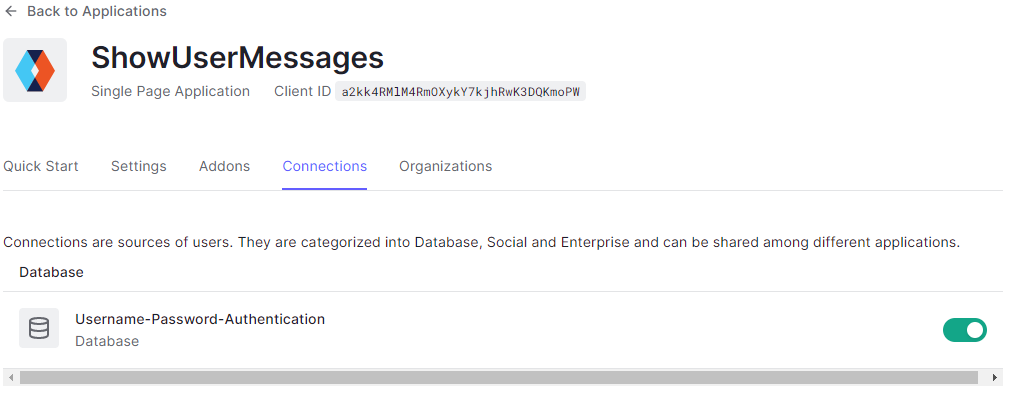 Back to Applications
ShowUserMessages
Single Page Application Client ID a2kk4RMlM4RmOXykY7kjhRwK3DQKmoPW
Quick Start Settings Addons Connections Organizations
Connections are sources of users. They are categorized into Database, Social and Enterprise and can be shared among different applications.
Database
Username-Password-Authentication
Database